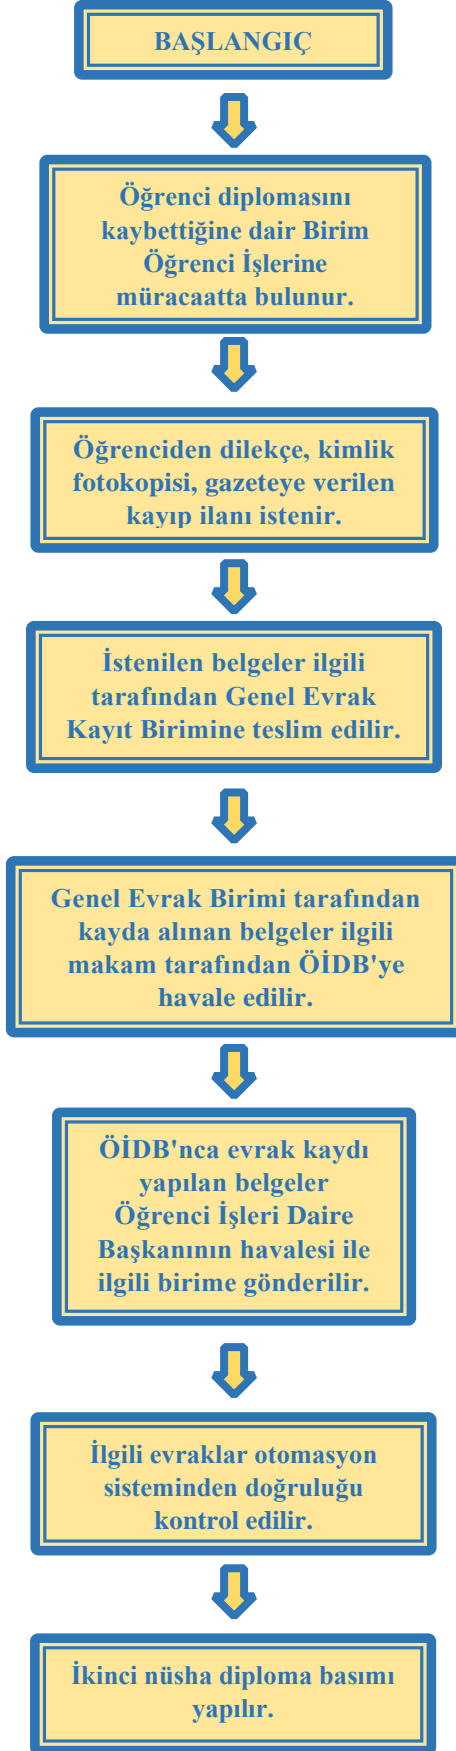 BAŞLANGIÇ
Öğrenci diplomasını
kaybettiğine dair Birim
Öğrenci İşlerine
müracaatta bulunur.
Öğrenciden dilekçe, kimlik
fotokopisi, gazeteye verilen
kayıp ilanı istenir.
İstenilen belgeler ilgili
tarafından Genel Evrak
Kayıt Birimine teslim edilir.
Genel Evrak Birimi tarafından
kayda alınan belgeler ilgili
makam tarafından ÖİDB'ye
havale edilir.
ÖİDB'nca evrak kaydı
yapılan belgeler
Öğrenci İşleri Daire
Başkanının havalesi ile
ilgili birime gönderilir.
İlgili evraklar otomasyon
sisteminden doğruluğu
kontrol edilir.
İkinci nüsha diploma basımı
yapılır.